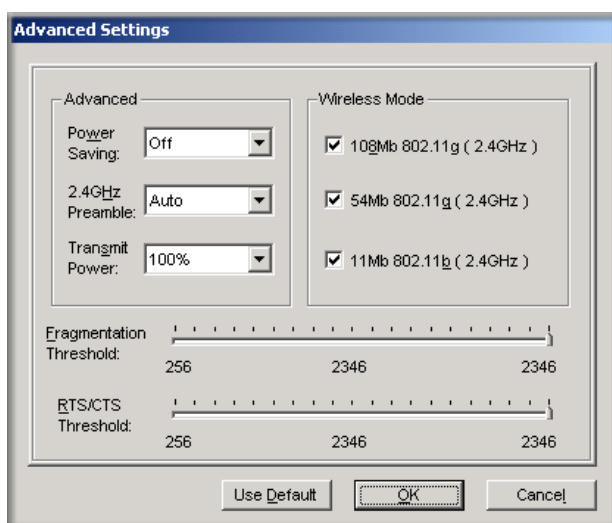 Advanced Settings
Advanced
Power
Saving:
Off
2.4GHz
Preamble:
Auto
Transmit
Power:
100%
Wireless Mode
108Mb 802.11g ( 2.4GHz )
54Mb 802.11g ( 2.4GHz )
11Mb 802.11b ( 2.4GHz )
Fragmentation
Threshold:
256 2346 2346
RTS/CTS
Threshold:
256 2346 2346
Use Default OK Cancel